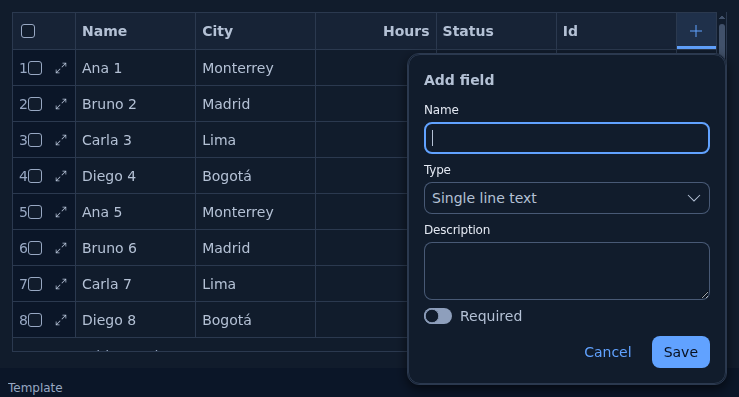 Name City Hours Status Id
1 Ana 1 Monterrey
2 Bruno 2 Madrid
3 Carla 3 Lima
4 Diego 4 Bogotá
5 Ana 5 Monterrey
6 Bruno 6 Madrid
7 Carla 7 Lima
8 Diego 8 Bogotá
Add field
Name
Type
Single line text
Description
Required
Cancel Save
Template